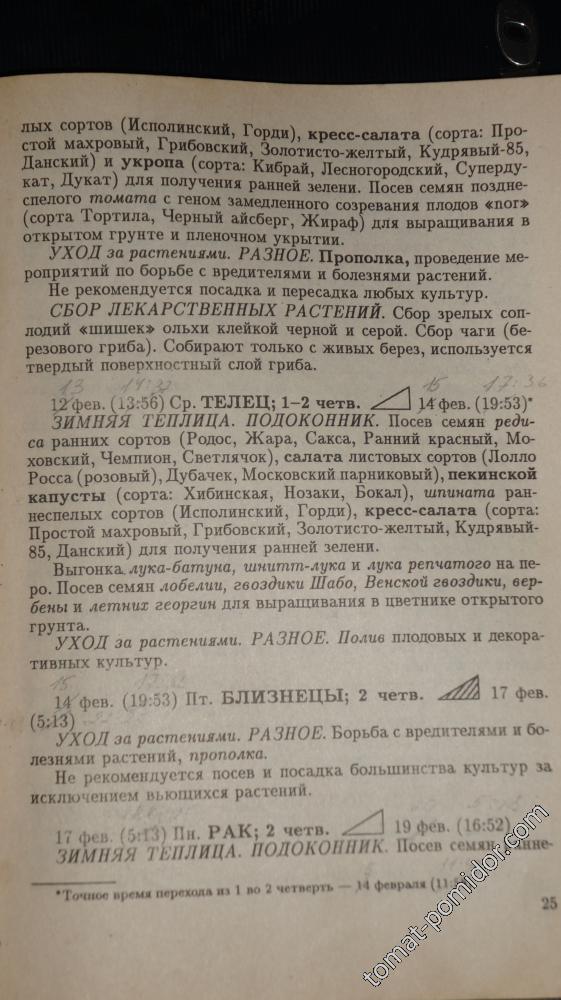 лых сортов (Исполинский, Горди), кресс-салата (сорта: Про-
стой махровый, Грибовский, Золотисто-желтый, Кудрявый-85,
Данский) и укропа (сорта: Кибрай, Лесногородский, Суперду-
кат, Дукат) для получения ранней зелени. Посев семян поздне-
спелого томата с геном замедленного созревания плодов «nor»
(сорта Тортила, Черный айсберг, Жираф) для выращивания в
открытом грунте и пленочном укрытии.
УХОД за растениями. РАЗНОЕ. Прополка, проведение ме-
роприятий по борьбе с вредителями и болезнями растений.
Не рекомендуется посадка и пересадка любых культур.
СБОР ЛЕКАРСТВЕННЫХ РАСТЕНИЙ. Сбор зрелых соп-
лодий «шишек» ольхи клейкой черной и серой. Сбор чаги (бе-
резового гриба). Собирают только с живых берез, используется
твердый поверхностный слой гриба.
13 15 17:36
12 фев. (13:56) Ср. ТЕЛЕЦ; 1–2 четв. 14 фев. (19:53)*
ЗИМНЯЯ ТЕПЛИЦА. ПОДОКОННИК. Посев семян реди-
са ранних сортов (Родос, Жара, Сакса, Ранний красный, Мо-
ховский, Чемпион, Светлячок), салата листовых сортов (Лолло
Росса (розовый), Дубачек, Московский парниковый), пекинской
капусты (сорта: Хибинская, Нозаки, Бокал), шпината ран-
неспелых сортов (Исполинский, Горди), кресс-салата (сорта:
Простой махровый, Грибовский, Золотисто-желтый, Кудрявый-
85, Данский) для получения ранней зелени.
Выгонка лука-батуна, шнитт-лука и лука репчатого на пе-
ро. Посев семян лобелии, гвоздики Шабо, Венской гвоздики, вер-
бены и летних георгин для выращивания в цветнике открытого
грунта.
УХОД за растениями. РАЗНОЕ. Полив плодовых и декора-
тивных культур.
15
14 фев. (19:53) Пт. БЛИЗНЕЦЫ; 2 четв. 17 фев.
(5:13)
УХОД за растениями. РАЗНОЕ. Борьба с вредителями и бо-
лезнями растений, прополка.
Не рекомендуется посев и посадка большинства культур за
исключением вьющихся растений.
17 фев. (5:13) Пн. РАК; 2 четв. 19 фев. (16:52)
ЗИМНЯЯ ТЕПЛИЦА. ПОДОКОННИК. Посев семян ранне-
*Точное время перехода из 1 во 2 четверть — 14 февраля
25
tomat-pomidor.com